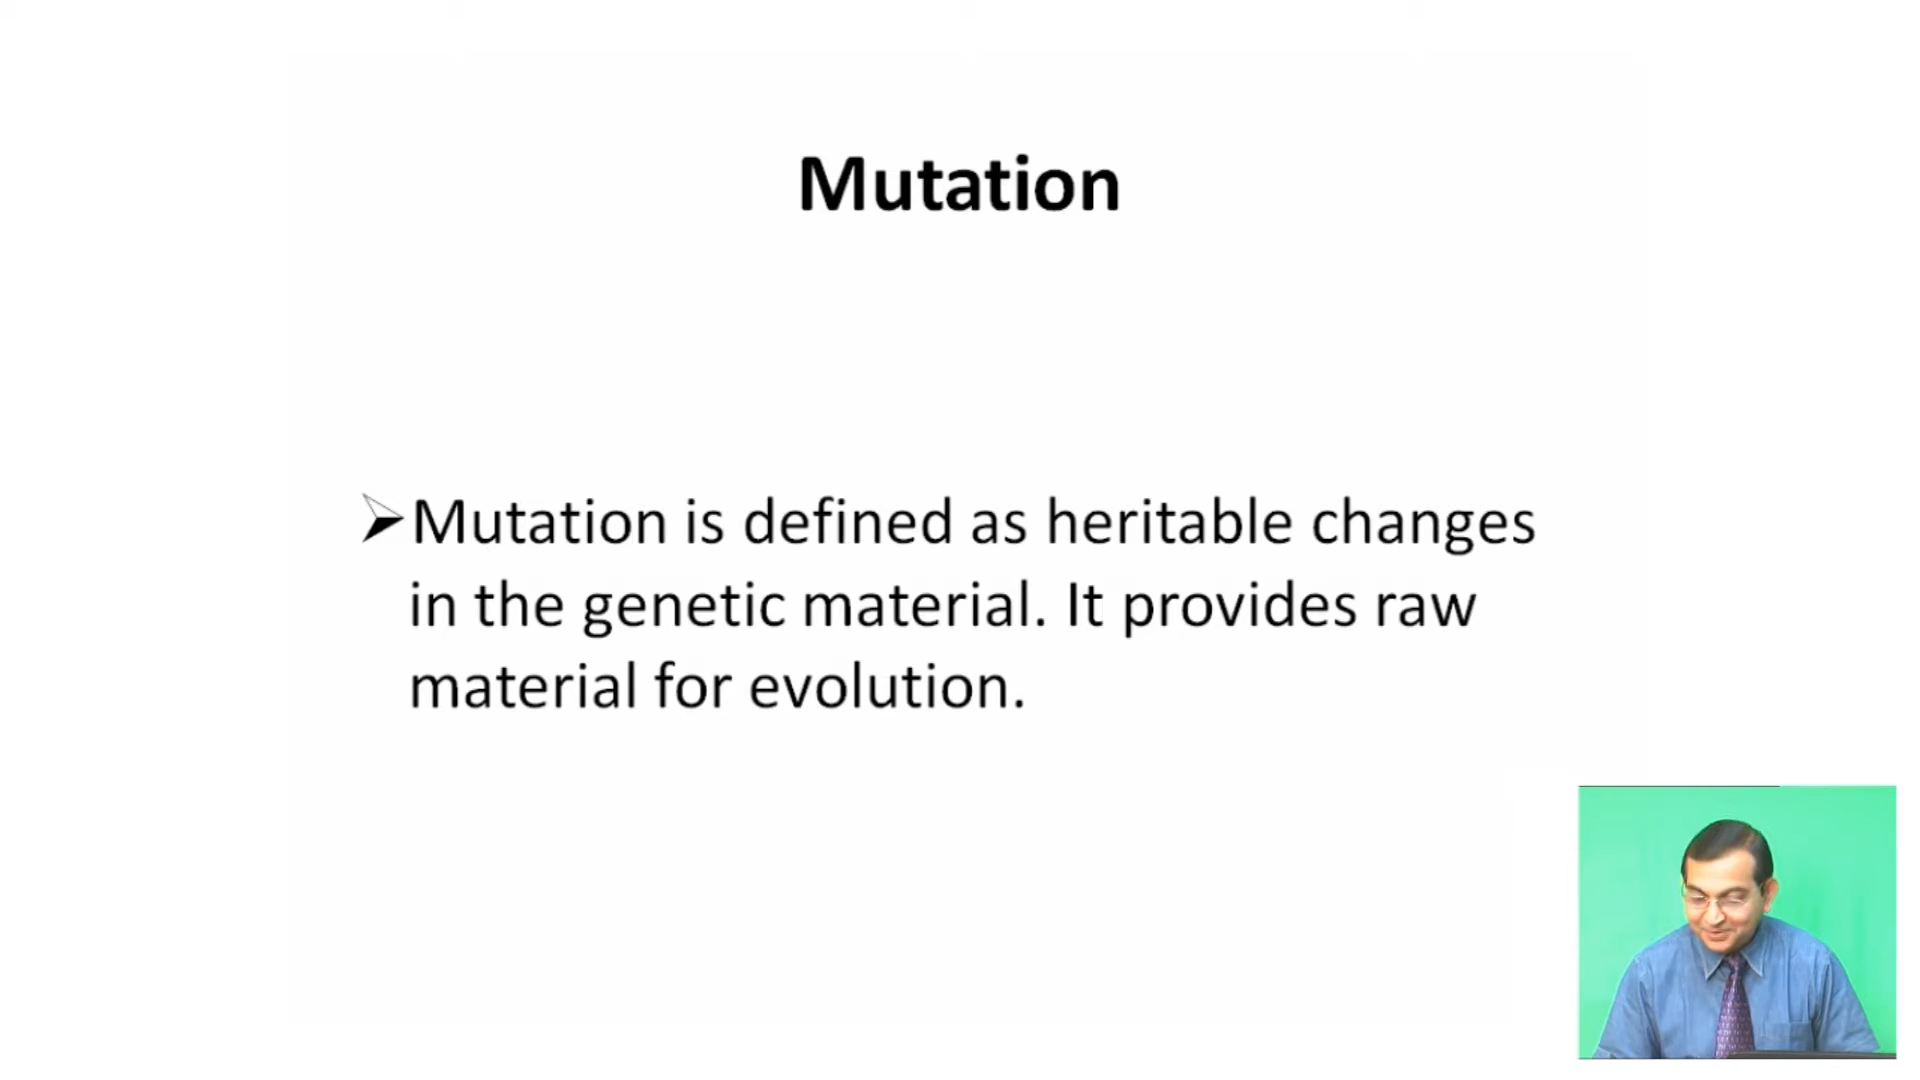 Mutation
➢Mutation is defined as heritable changes
in the genetic material. It provides raw
material for evolution.